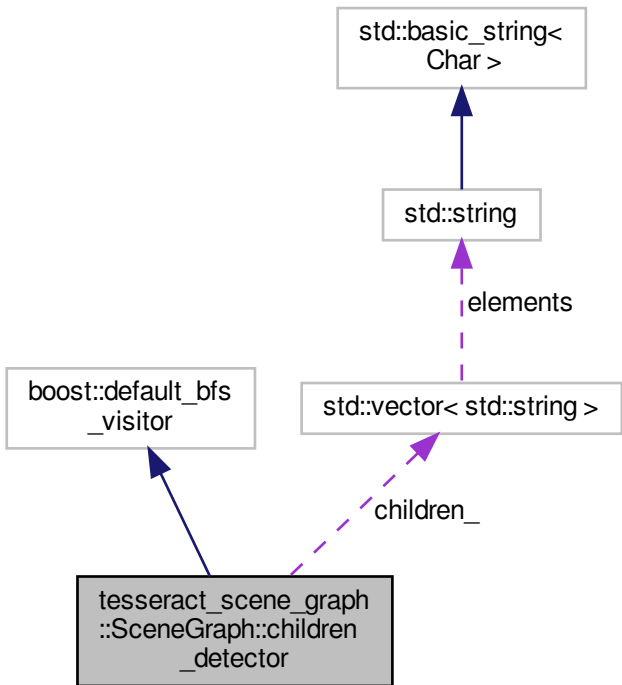 std::basic_string<
Char >
std::string
elements
boost::default_bfs
_visitor
std::vector< std::string >
children_
tesseract_scene_graph
::SceneGraph::children
_detector